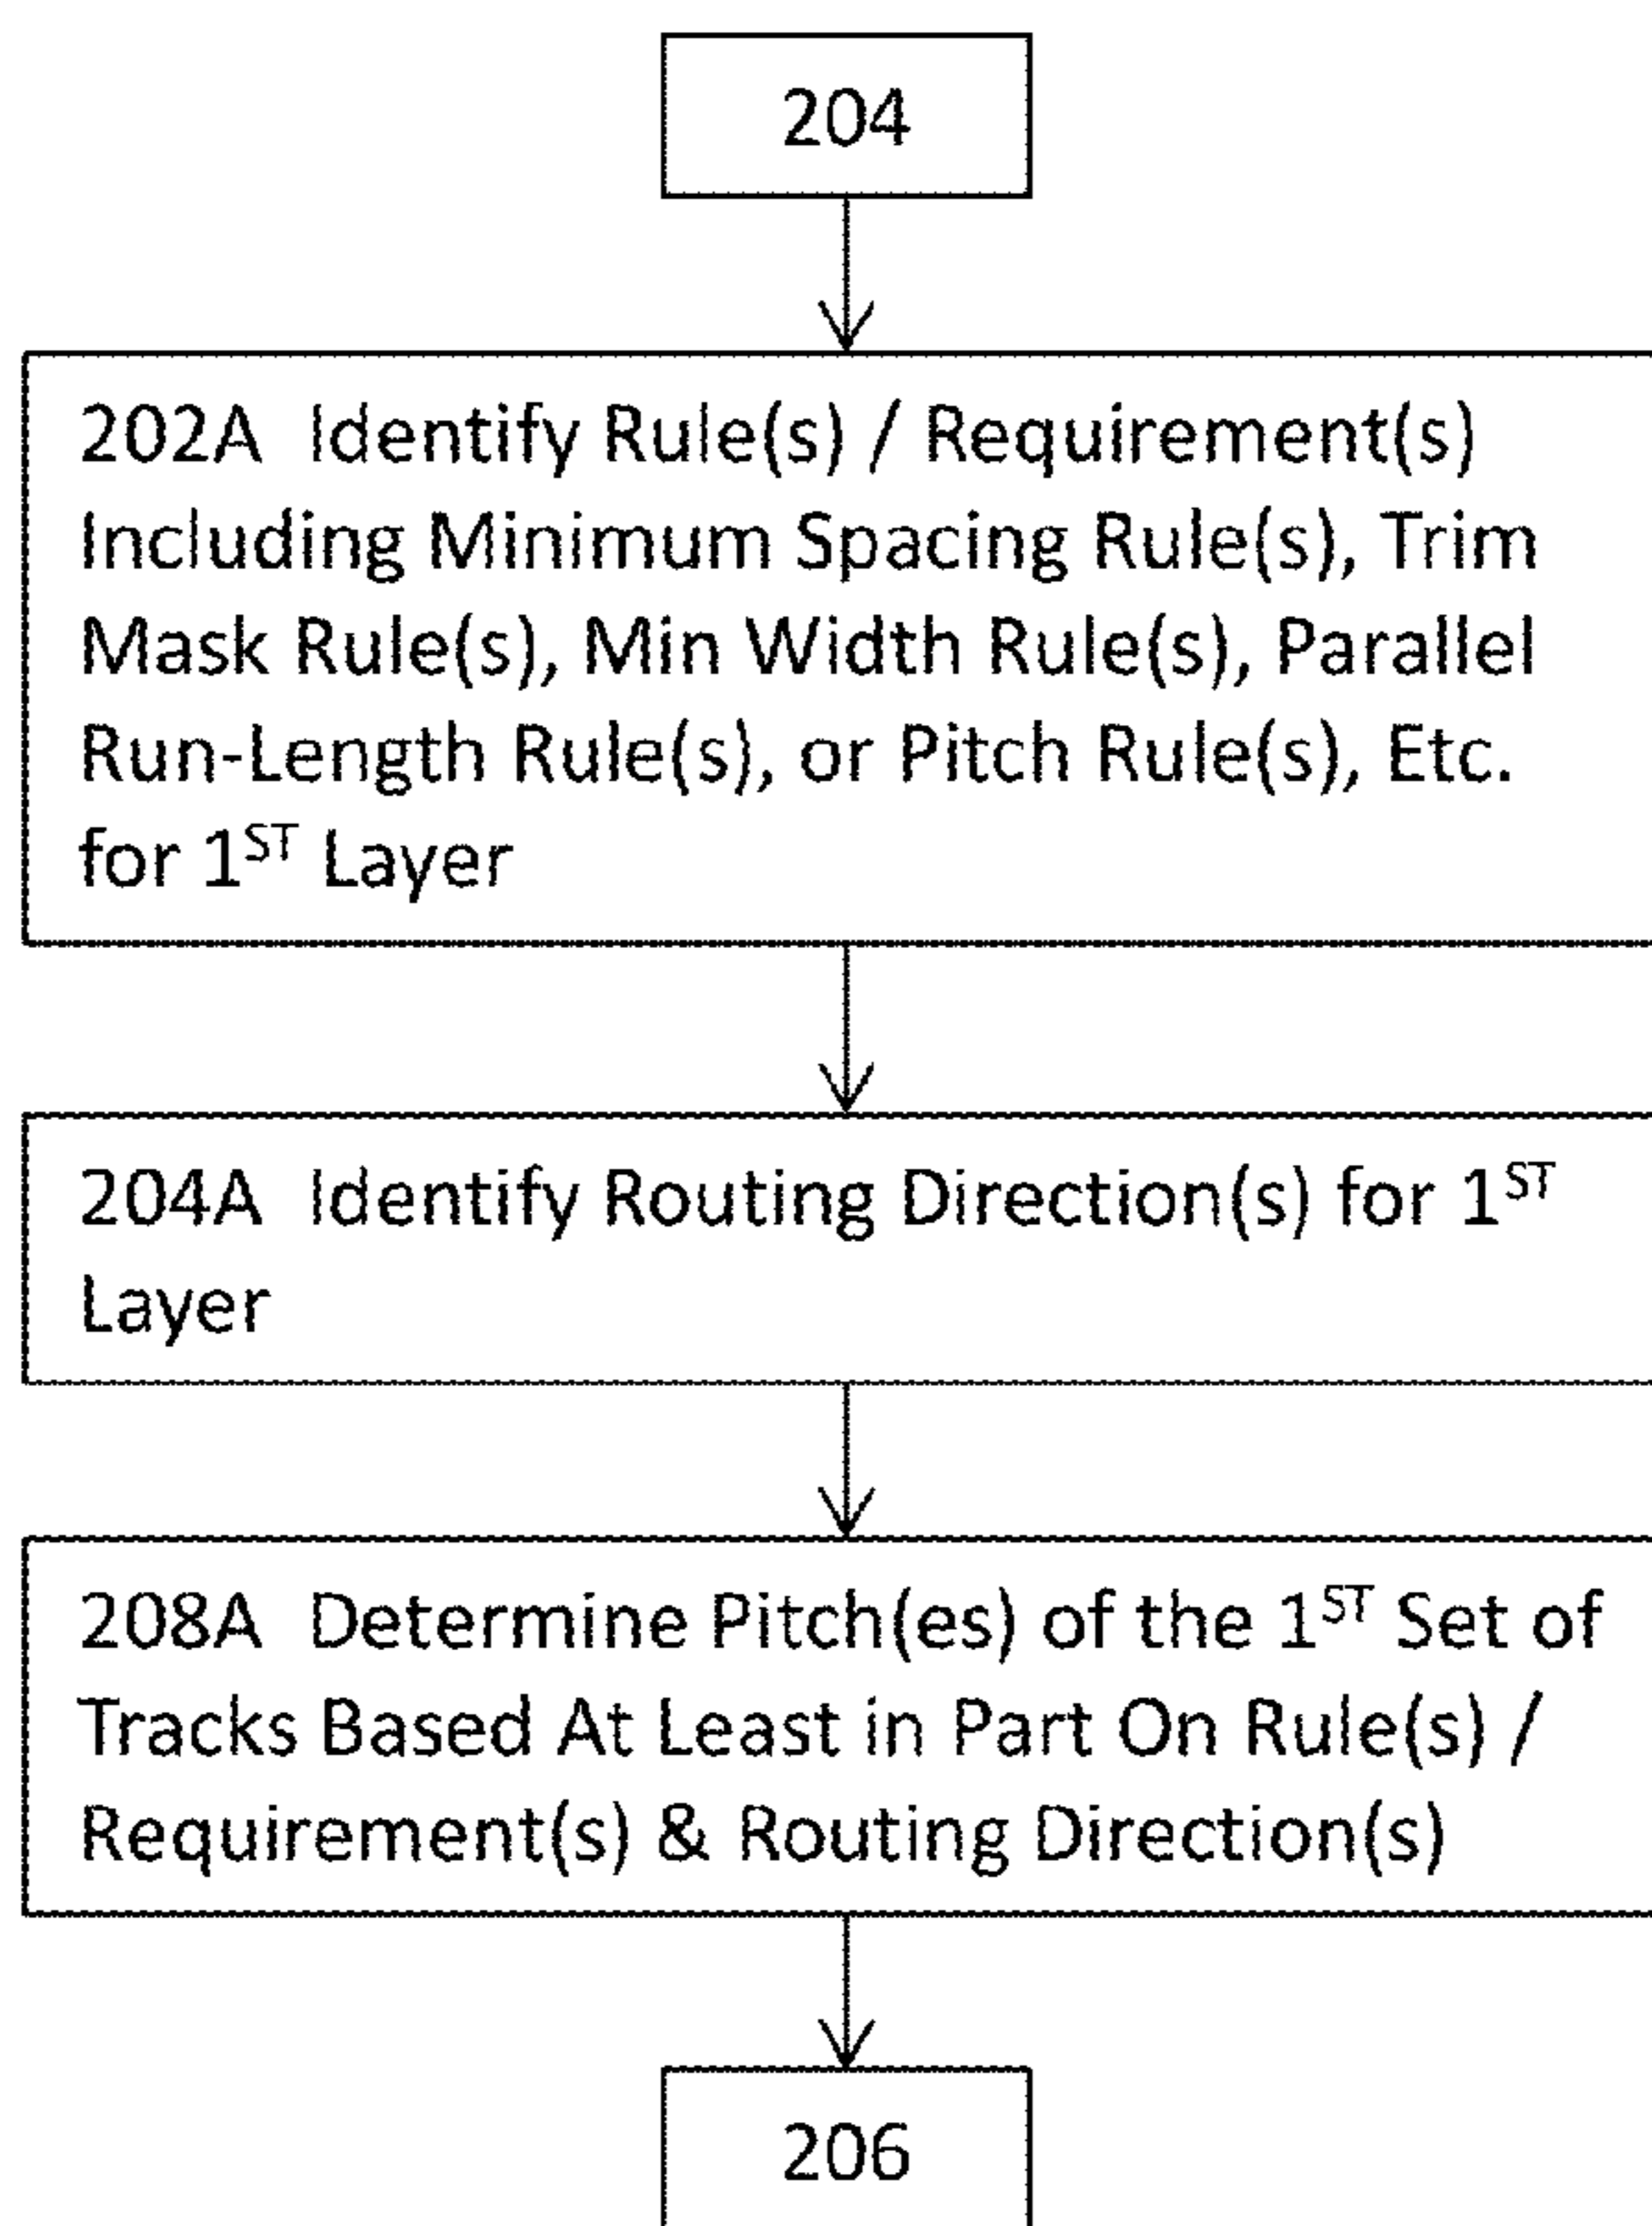 204
202A Identify Rule(s) / Requirement(s)
Including Minimum Spacing Rule(s), Trim
Mask Rule(s), Min Width Rule(s), Parallel
Run-Length Rule(s), or Pitch Rule(s), Etc.
for 1ST Layer
204A Identify Routing Direction(s) for 1ST
Layer
208A Determine Pitch(es) of the 1ST Set of
Tracks Based At Least in Part On Rule(s) /
Requirement(s) & Routing Direction(s)
206